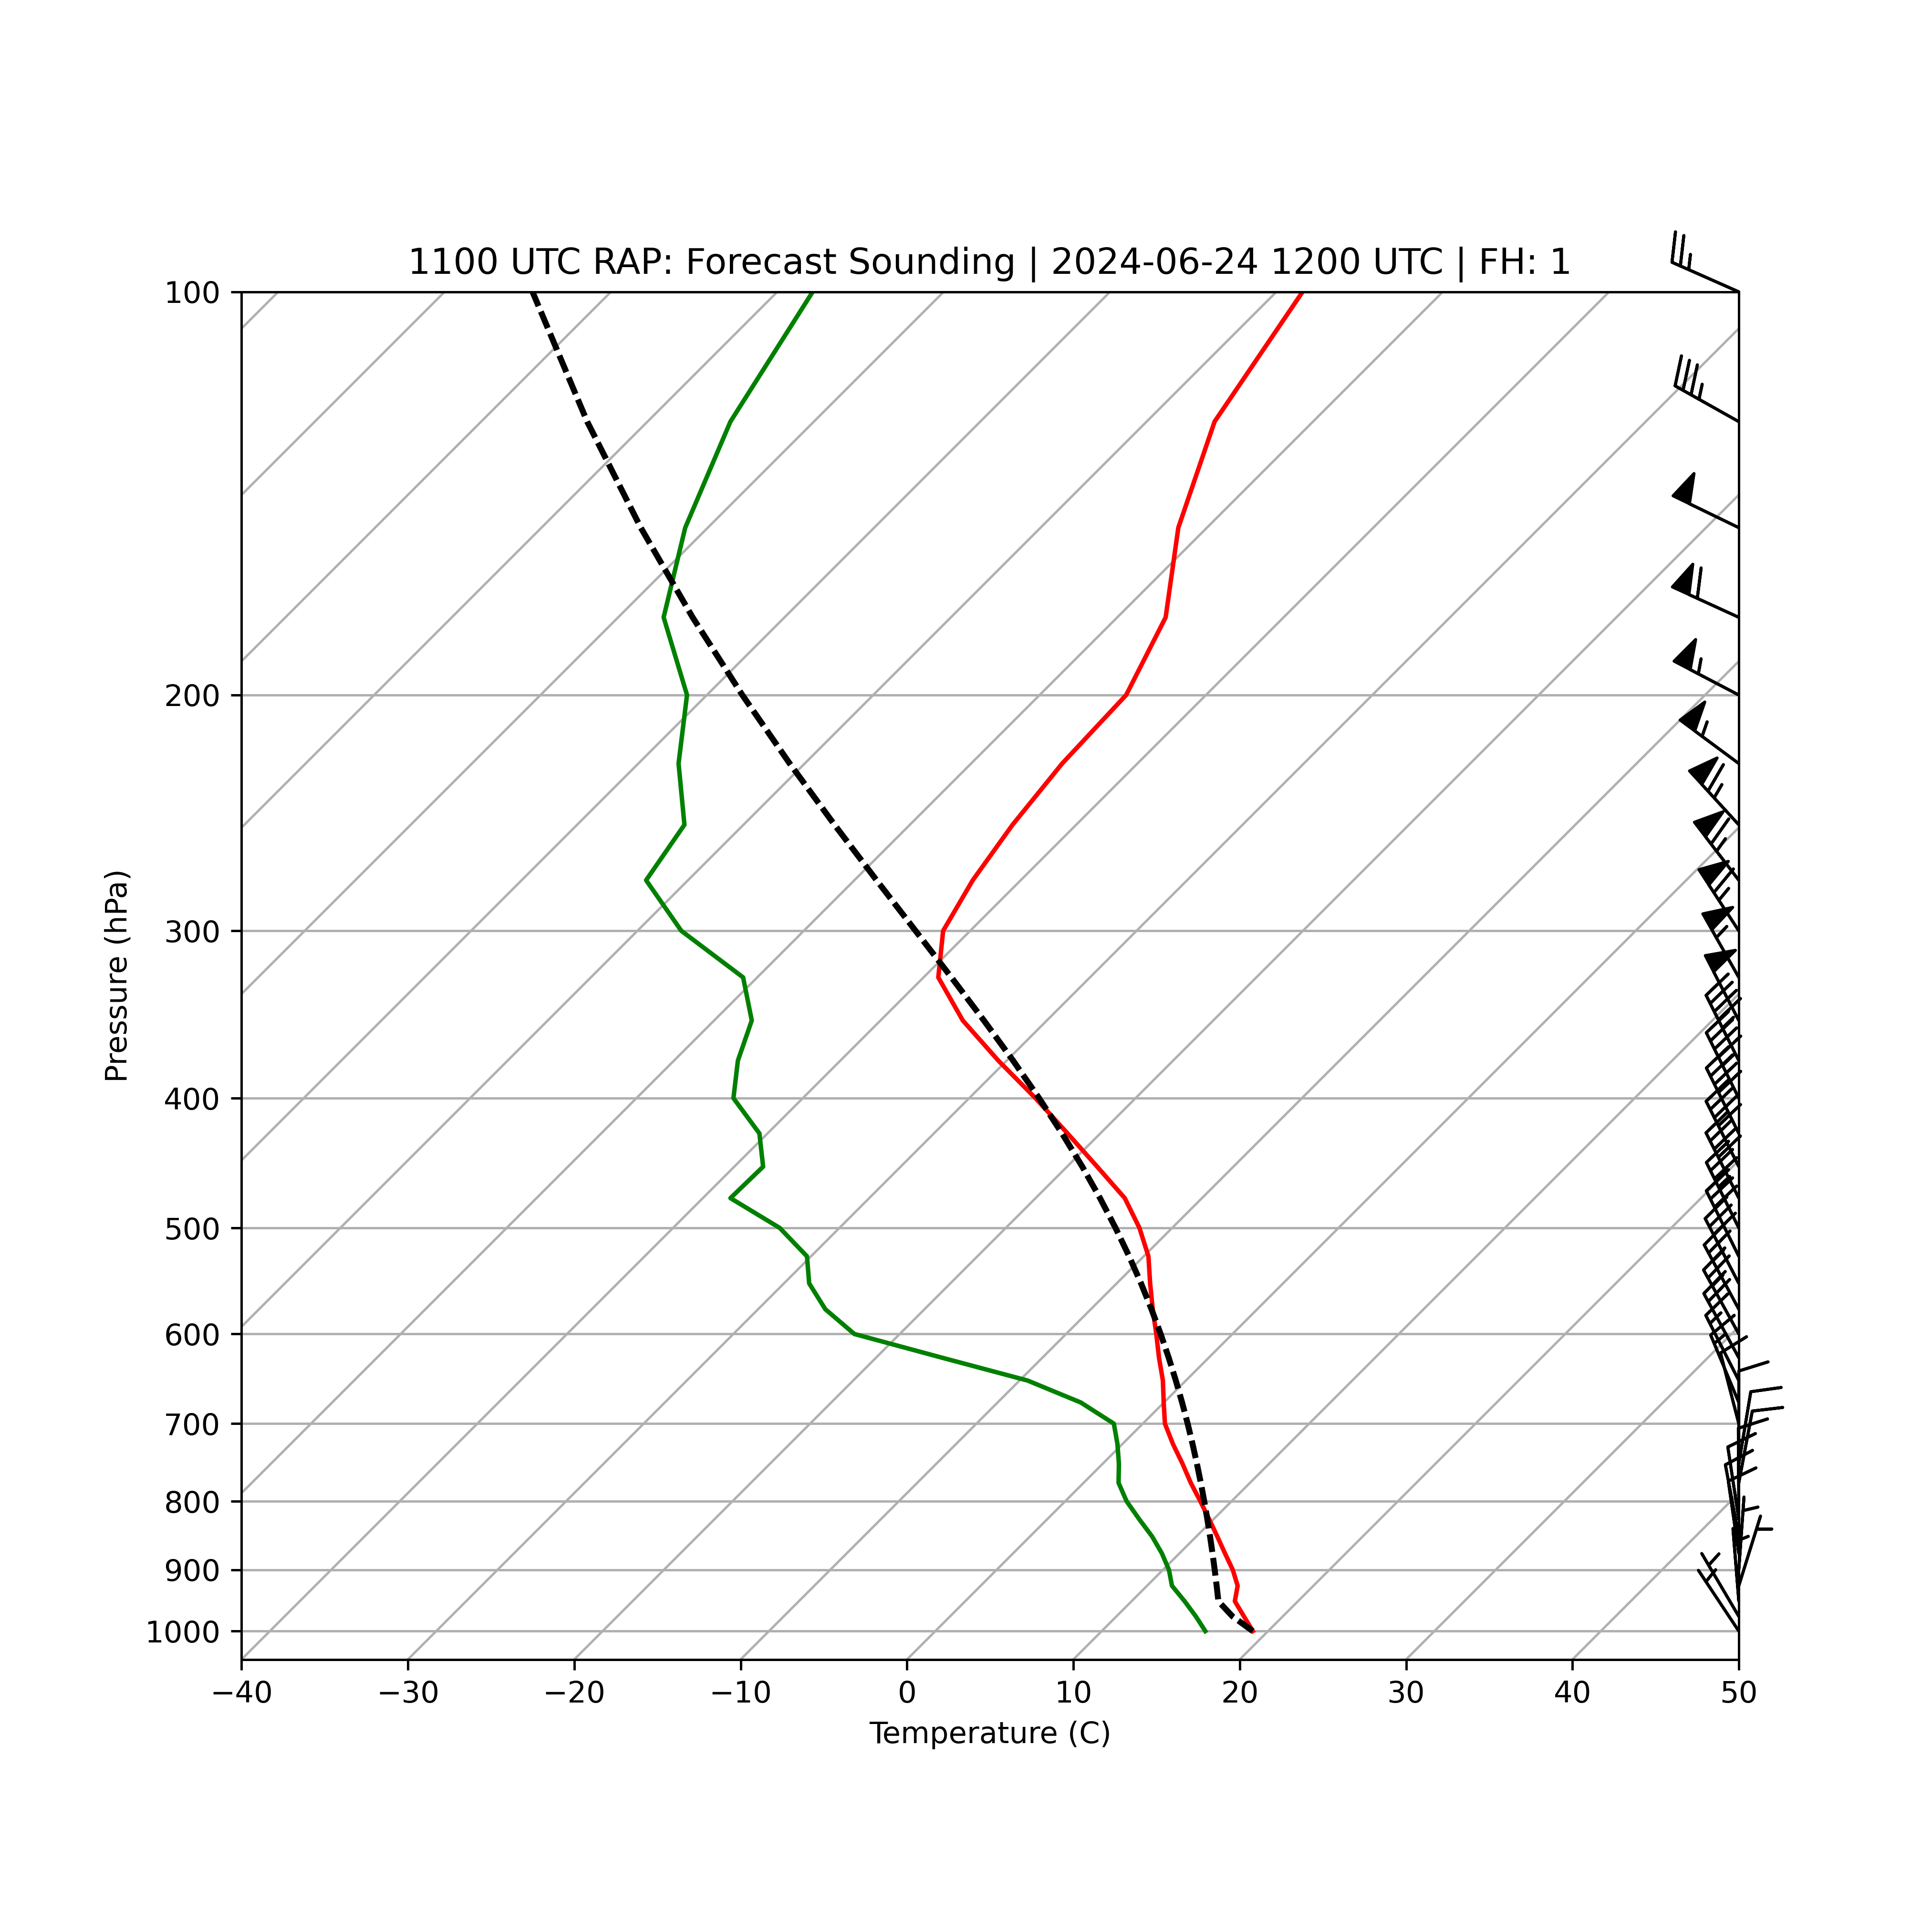 1100 UTC RAP: Forecast Sounding | 2024-06-24 1200 UTC | FH: 1
100
200
300
400
500
600
700
800
900
1000
Pressure (hPa)
−40 −30 −20 −10 0 10 20 30 40 50
Temperature (C)